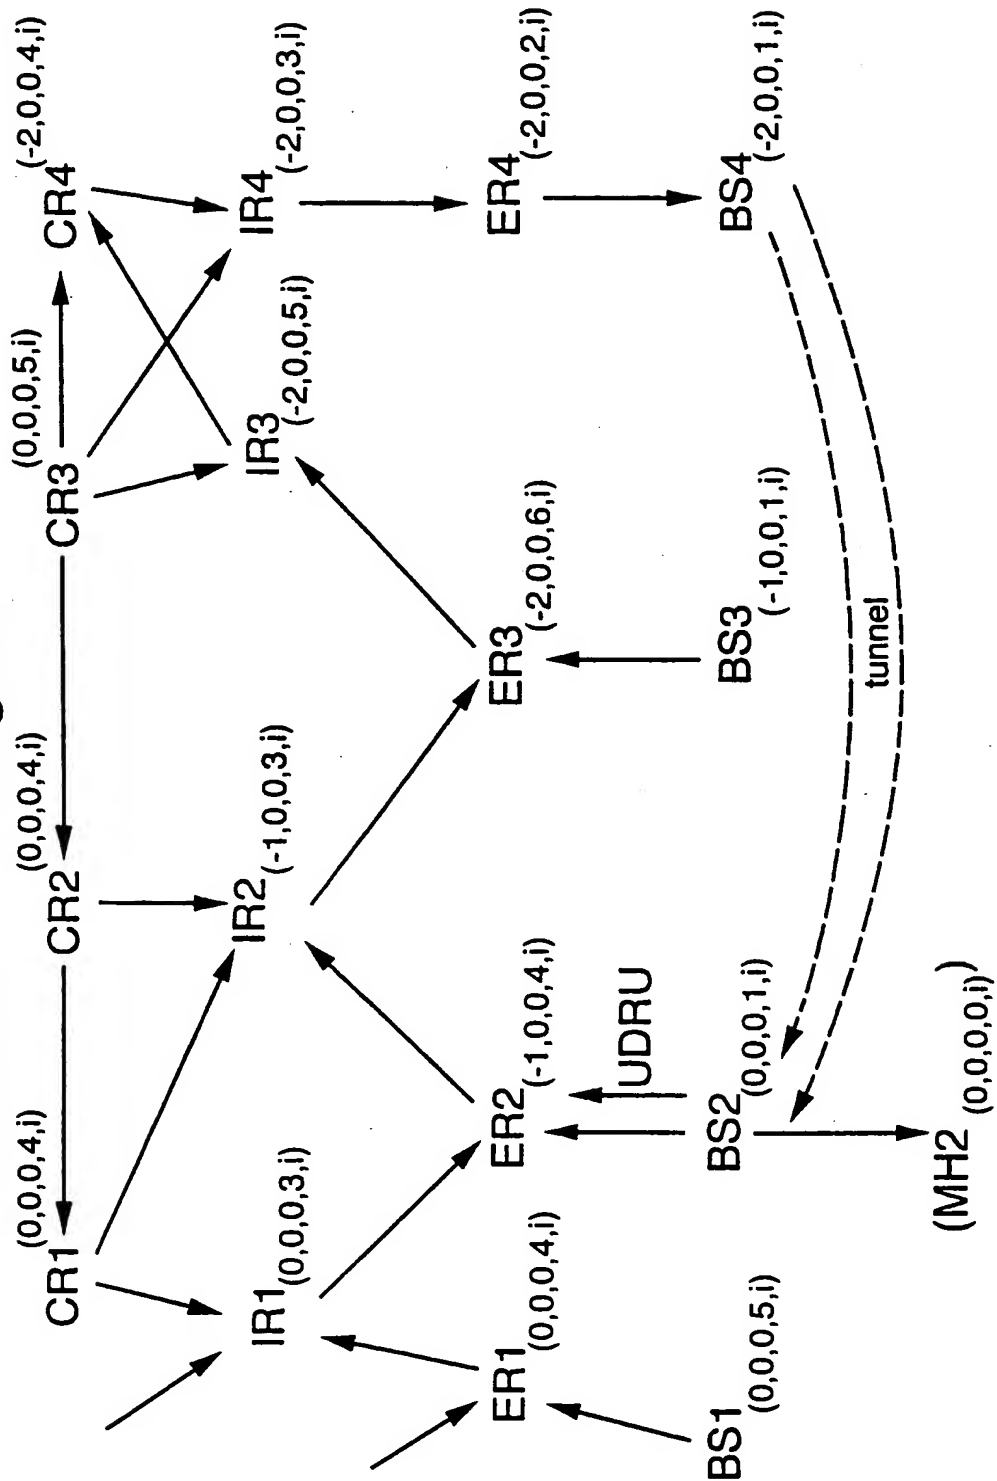 CR1 (0,0,0,4,i)
CR2 (0,0,0,4,i)
CR3 (0,0,0,5,i)
CR4 (-2,0,0,4,i)
IR1 (0,0,0,3,i)
IR2 (-1,0,0,3,i)
IR3 (-2,0,0,5,i)
IR4 (-2,0,0,3,i)
ER1 (0,0,0,4,i)
ER2 (-1,0,0,4,i)
ER3 (-2,0,0,6,i)
ER4 (-2,0,0,2,i)
UDRU
BS1 (0,0,0,5,i)
BS2 (0,0,0,1,i)
BS3 (-1,0,0,1,i)
BS4 (-2,0,0,1,i)
tunnel
(MH2 (0,0,0,0,i))